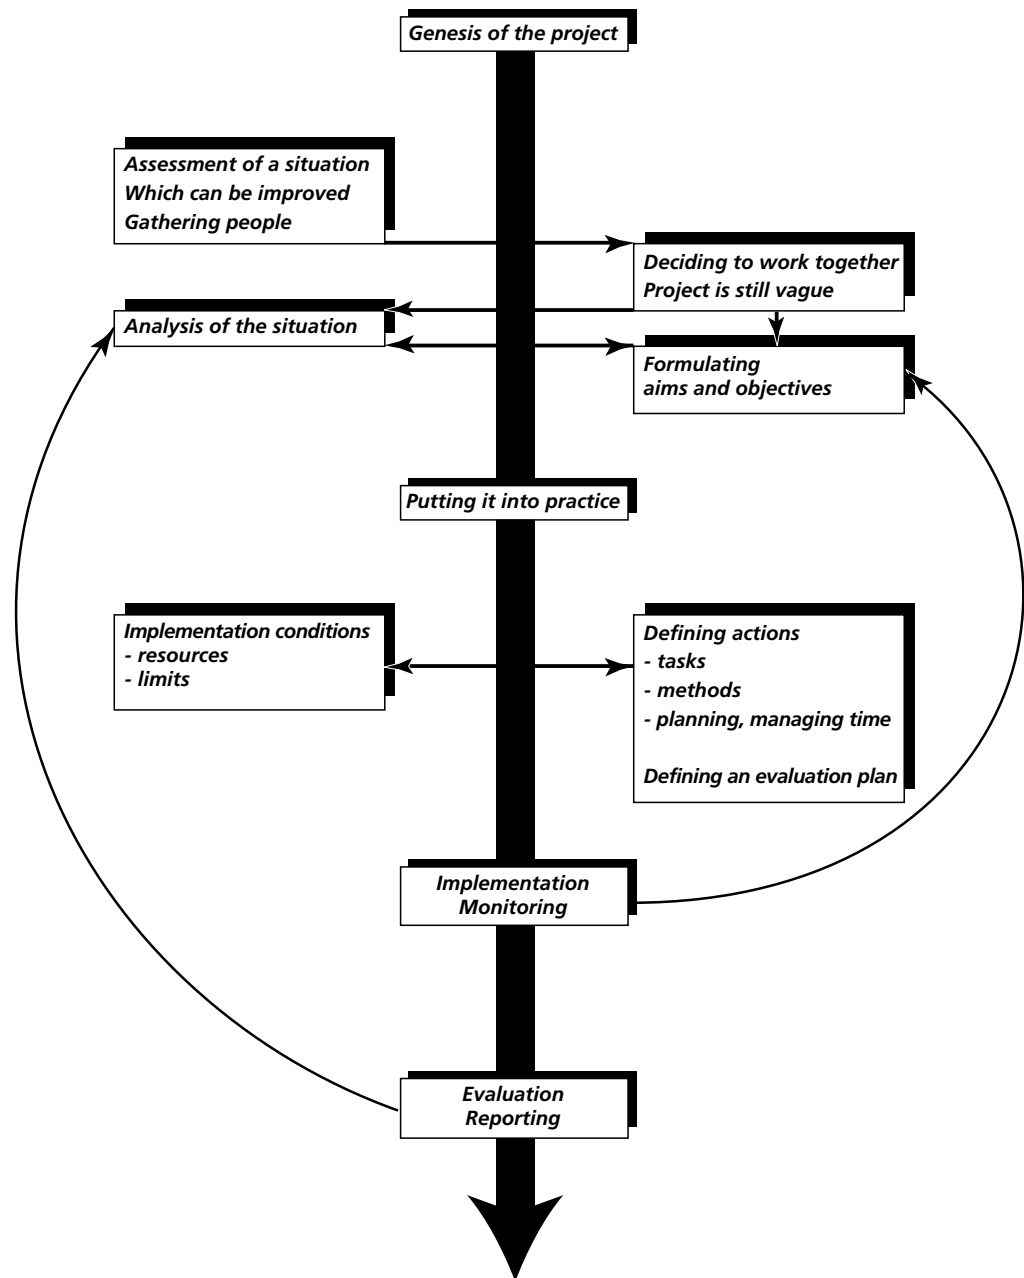 Genesis of the project
Assessment of a situation
Which can be improved
Gathering people
Deciding to work together
Project is still vague
Analysis of the situation
Formulating
aims and objectives
Putting it into practice
Implementation conditions
- resources
- limits
Defining actions
- tasks
- methods
- planning, managing time
Defining an evaluation plan
Implementation
Monitoring
Evaluation
Reporting